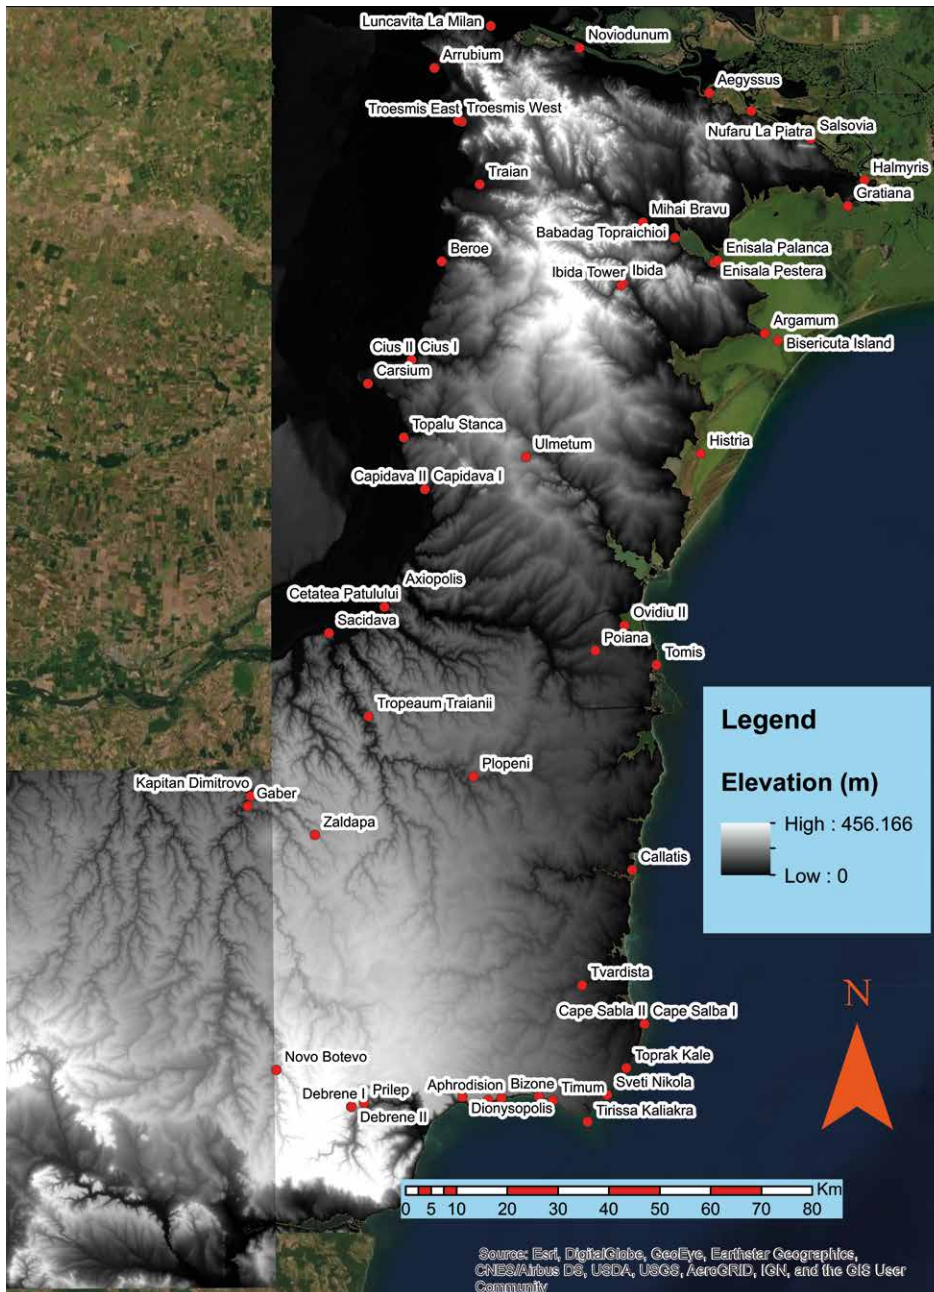 Luncavita La Milan
Noviodunum
Arrubium
Aegyssus
Troesmis East Troesmis West
Nufaru La Piatra
Salsovia
Halmyris
Traian
Gratiana
Mihai Bravu
Babadag Topraichioi
Beroe
Enisala Palanca
Ibida Tower Ibida
Enisala Pestera
Argamum
Bisericuta Island
Cius II Cius I
Carsium
Topalu Stanca
Ulmetum
Histria
Capidava II Capidava I
Axiopolis
Cetatea Patulului
Ovidiu II
Sacidava
Poiana
Tomis
Tropeaum Traianii
Plopeni
Kapitan Dimitrovo
Gaber
Zaldapa
Callatis
Legend
Elevation (m)
High : 456.166
Low : 0
Tvardista
Cape Sabla II Cape Salba I
N
Novo Botevo
Toprak Kale
Debrene I Prilep
Aphrodision Bizone Timum
Sveti Nikola
Debrene II
Dionysopolis
Tirissa Kaliakra
Km
0 5 10 20 30 40 50 60 70 80
Source: Esri, DigitalGlobe, GeoEye, Earthstar Geographics,
CNES/Airbus DS, USDA, USGS, AeroGRID, IGN, and the GIS User
Community